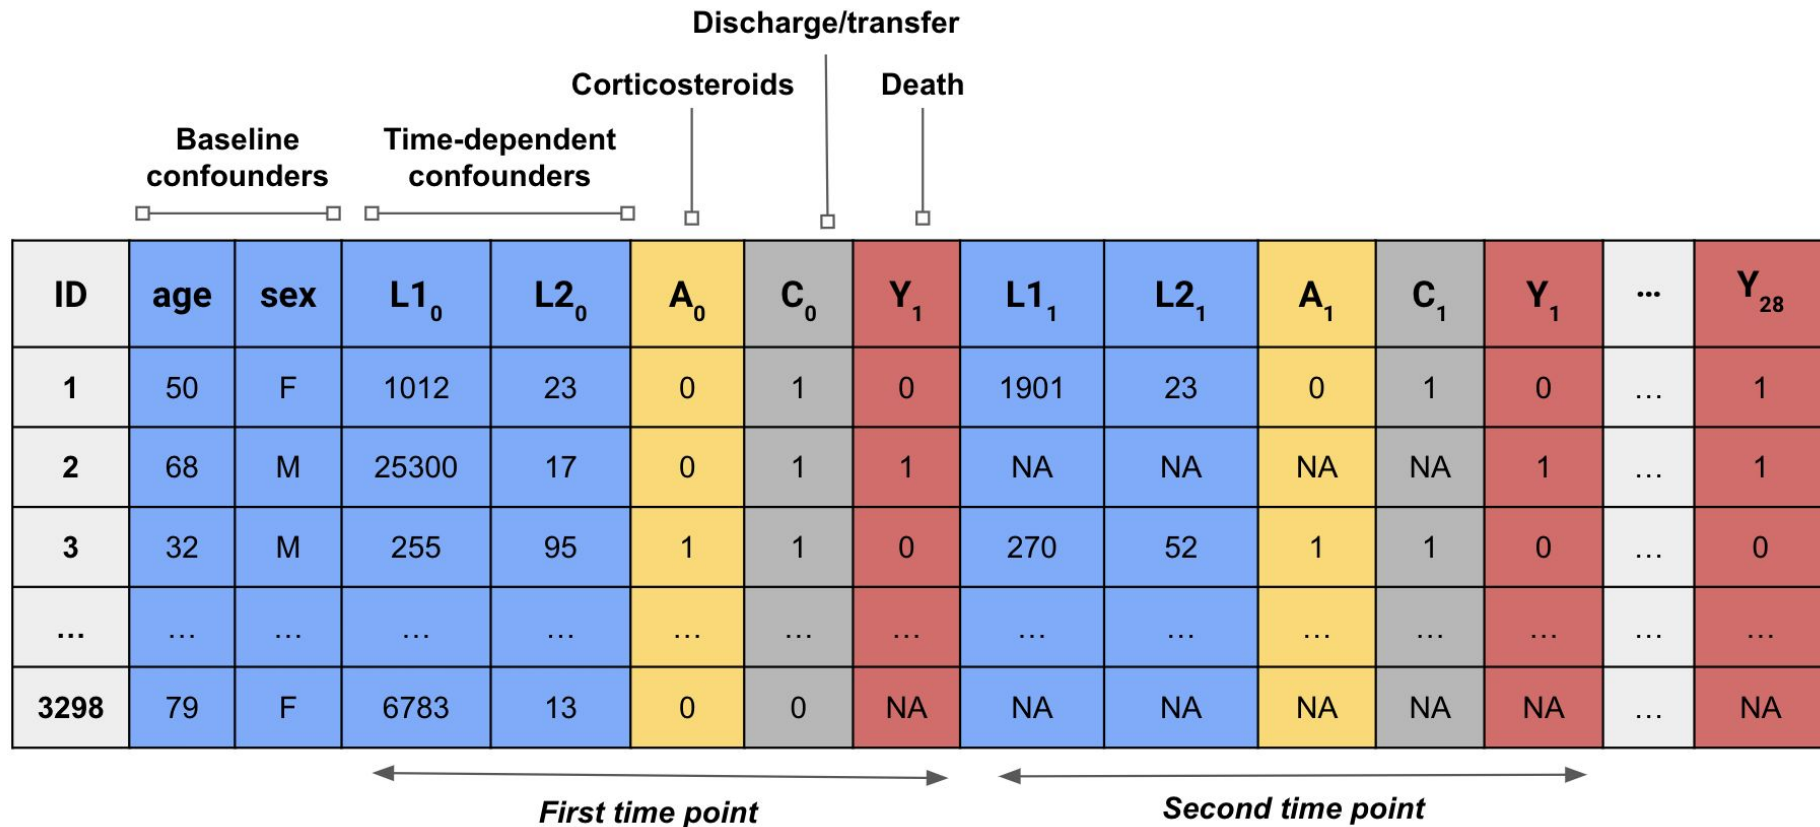 Discharge/transfer
Corticosteroids Death
Baseline Time-dependent
confounders confounders
ID age sex L1₀ L2₀ A₀ C₀ Y₁ L1₁ L2₁ A₁ C₁ Y₁ ... Y₂₈
1 50 F 1012 23 0 1 0 1901 23 0 1 0 ... 1
2 68 M 25300 17 0 1 1 NA NA NA NA 1 ... 1
3 32 M 255 95 1 1 0 270 52 1 1 0 ... 0
... ... ... ... ... ... ... ... ... ... ... ... ... ... ...
3298 79 F 6783 13 0 0 NA NA NA NA NA NA ... NA
First time point Second time point